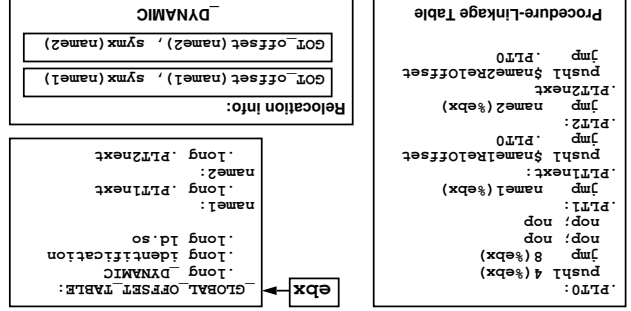 .PLT0:
pushl 4(%ebx)
jmp 8(%ebx)
nop; nop
nop; nop
.PLT1:
jmp name1(%ebx)
.PLT1next:
pushl $name1RelOffset
jmp .PLT0
.PLT2:
jmp name2(%ebx)
.PLT2next
pushl $name2RelOffset
jmp .PLT0
Procedure-Linkage Table
ebx
_GLOBAL_OFFSET_TABLE:
.long _DYNAMIC
.long identification
.long ld.so
name1:
.long .PLT1next
name2:
.long .PLT2next
Relocation info:
GOT_offset(name1), symx(name1)
GOT_offset(name2), symx(name2)
_DYNAMIC